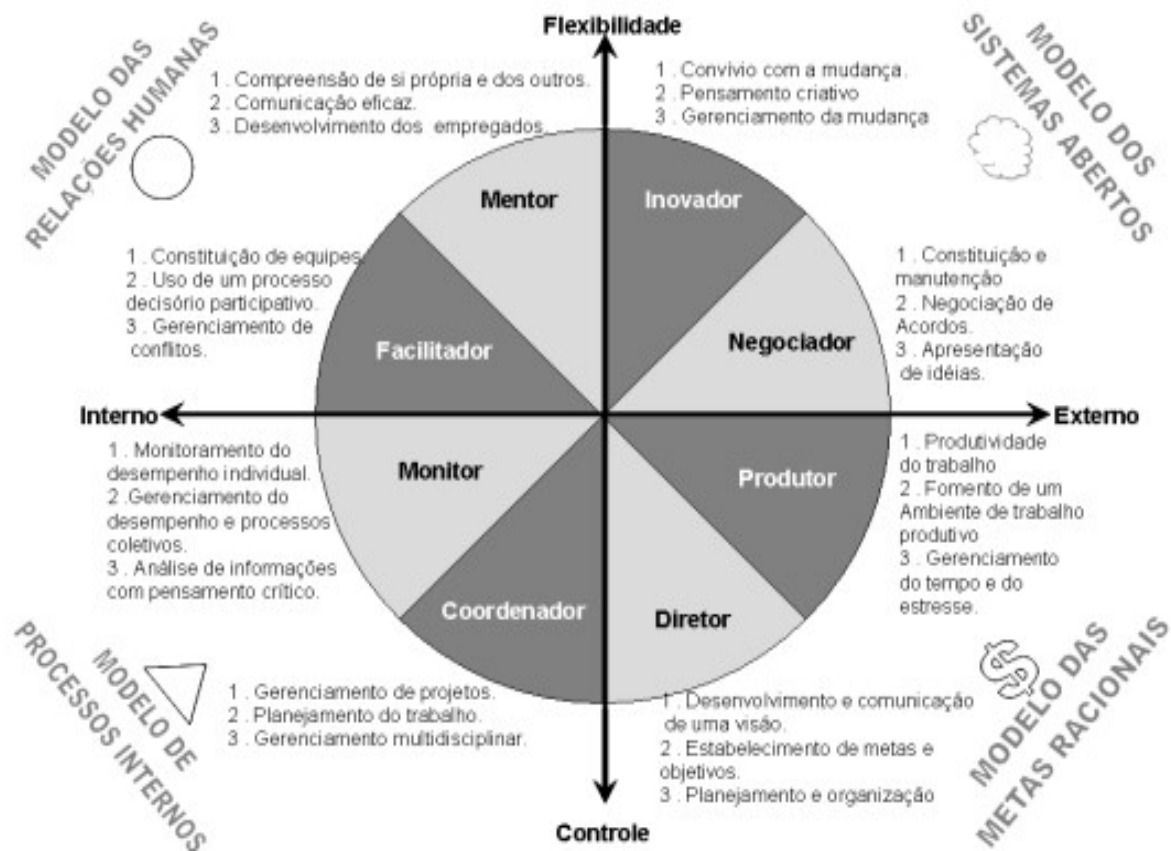 Flexibilidade
MODELO DAS
RELAÇÕES HUMANAS
1 . Compreensão de si própria e dos outros.
2 . Comunicação eficaz.
3 . Desenvolvimento dos empregados
1 . Convívio com a mudança.
2 . Pensamento criativo
3 . Gerenciamento da mudança
MODELO DOS
SISTEMAS ABERTOS
Mentor
Inovador
1 . Constituição de equipes.
2 . Uso de um processo
decisório participativo.
3 . Gerenciamento de
conflitos.
Facilitador
Negociador
1 . Constituição e
manutenção
2 . Negociação de
Acordos.
3 . Apresentação
de idéias.
Interno
Externo
1 . Monitoramento do
desempenho individual.
2 .Gerenciamento do
desempenho e processos
coletivos.
3 . Análise de informações
com pensamento crítico.
Monitor
Produtor
1 . Produtividade
do trabalho
2 . Fomento de um
Ambiente de trabalho
produtivo
3 . Gerenciamento
do tempo e do
estresse.
Coordenador
Diretor
MODELO DE
PROCESSOS INTERNOS
1 . Gerenciamento de projetos.
2 . Planejamento do trabalho.
3 . Gerenciamento multidisciplinar.
1 . Desenvolvimento e comunicação
de uma visão.
2 . Estabelecimento de metas e
objetivos.
3 . Planejamento e organização
$
MODELO DAS
METAS RACIONAIS
Controle